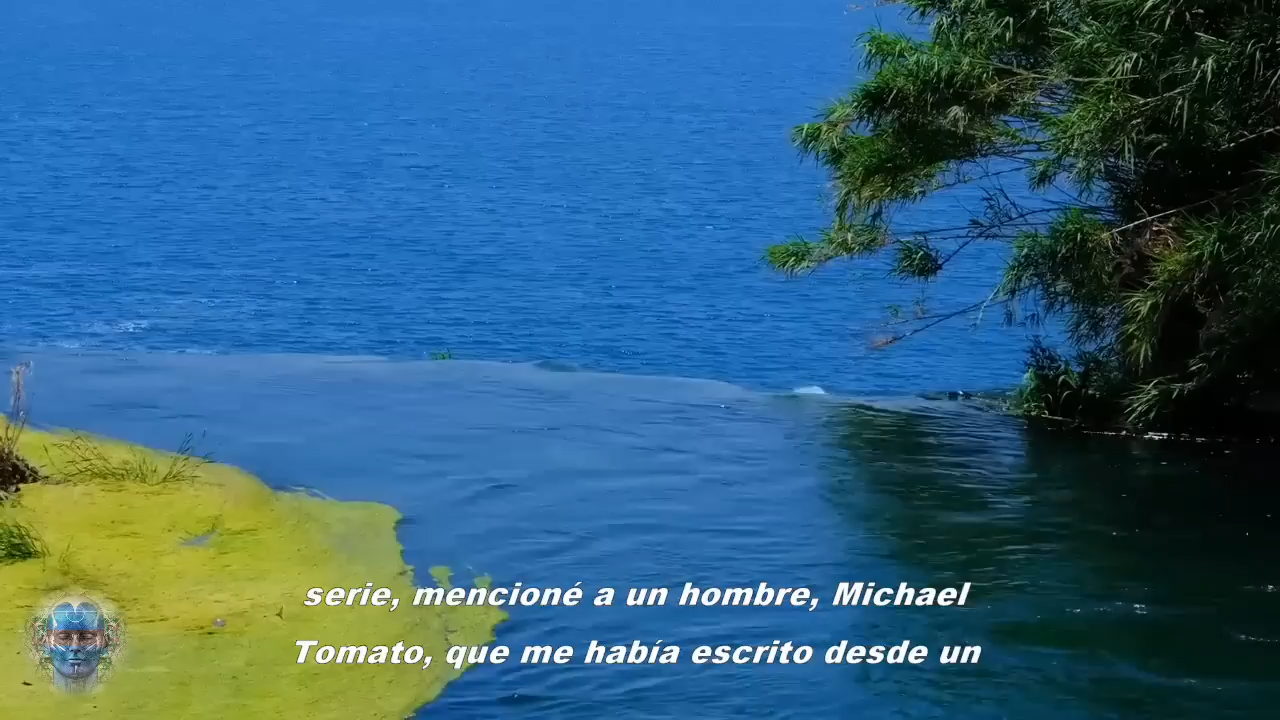 serie, mencioné a un hombre, Michael
Tomato, que me había escrito desde un